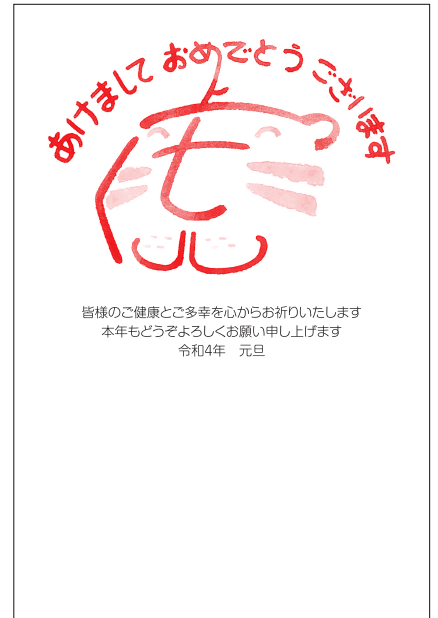 あけまして おめでとう ございます
虎
皆様のご健康とご多幸を心からお祈りいたします
本年もどうぞよろしくお願い申し上げます
令和4年　元旦